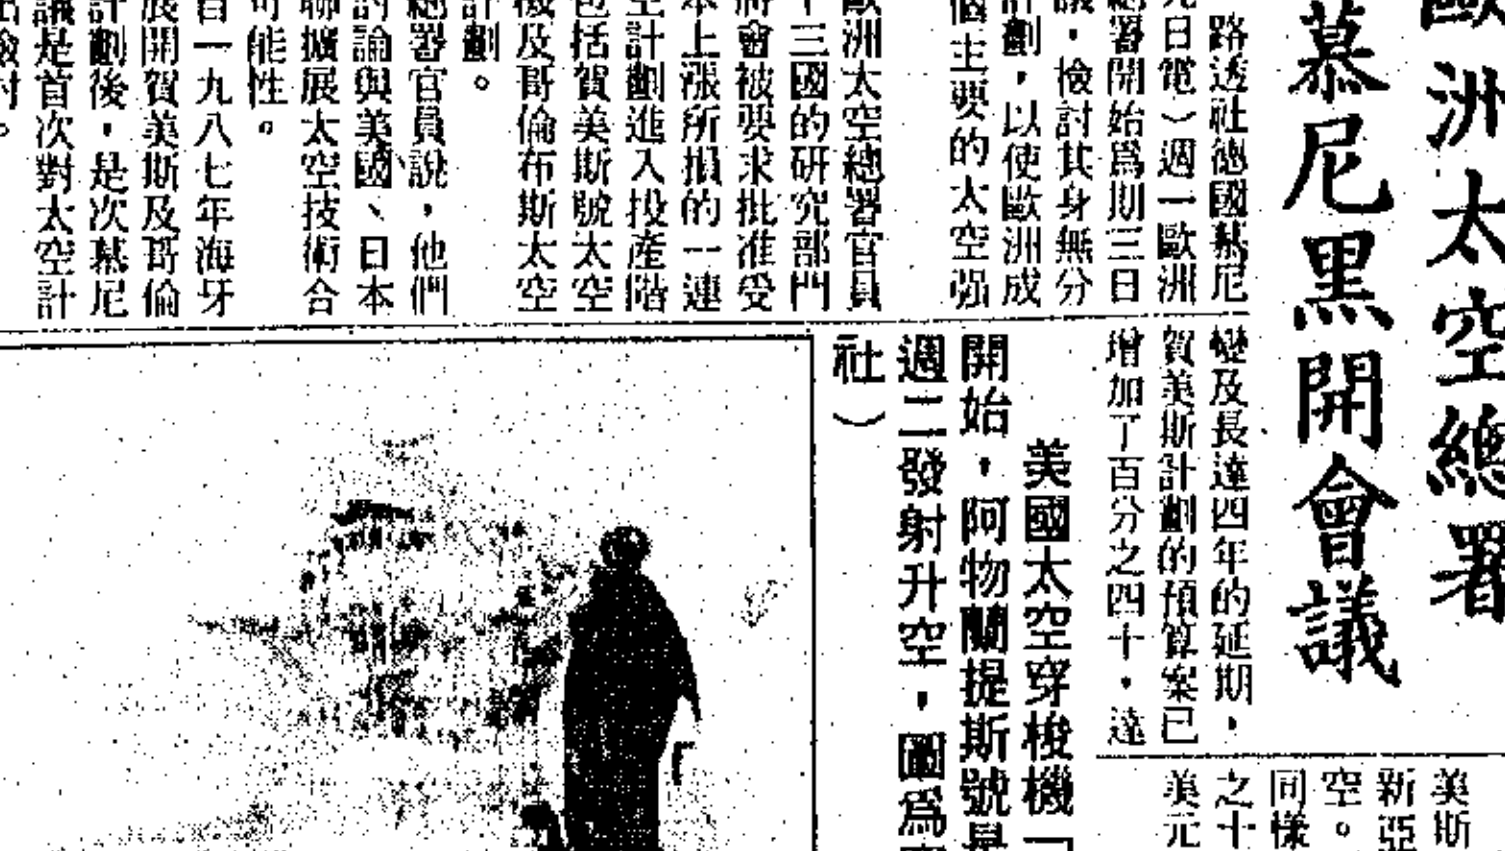 歐洲太空總署
慕尼黑開會議
路透社德國慕尼
日電）週一歐洲
總署開始爲期三日
議，檢討其身無分
計劃，以使歐洲成
個主要的太空强
歐洲太空總署官員
十三國的研究部門
將會被要求批准受
本上漲所損的一連
空計劃進入投產階
包括賀美斯號太空
機及哥倫布斯太空
計劃。
總署官員說，他們
討論與美國、日本
聯擴展太空技術合
可能性。
自一九八七年海牙
展開賀美斯及哥倫
計劃後，是次慕尼
議是首次對太空計
出檢討。
變及長達四年的延期，
賀美斯計劃的預算案已
增加了百分之四十，達
美國太空穿梭機「
開始，阿物蘭提斯號是
週二發射升空，圖爲
社）
美斯
新亞
空。
同樣
之十
美元